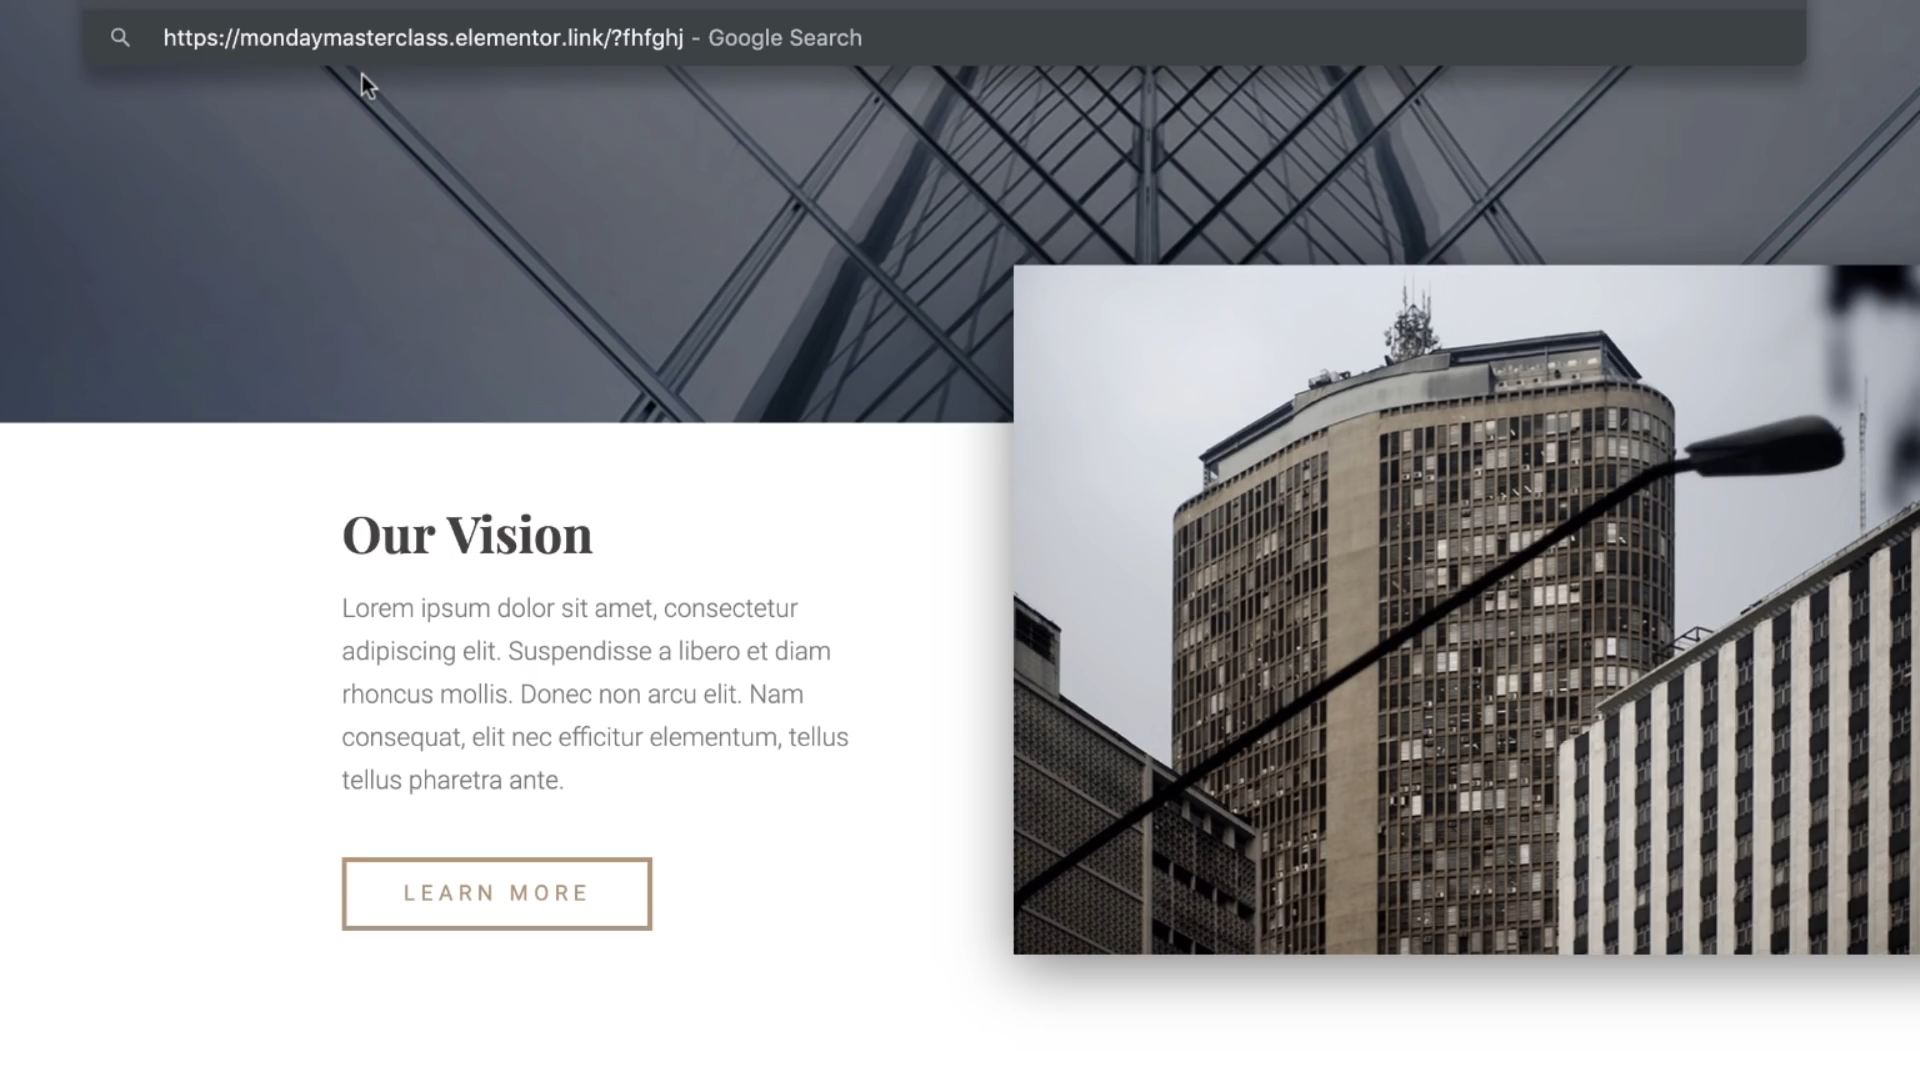 https://mondaymasterclass.elementor.link/?fhfghj - Google Search
Our Vision
Lorem ipsum dolor sit amet, consectetur
adipiscing elit. Suspendisse a libero et diam
rhoncus mollis. Donec non arcu elit. Nam
consequat, elit nec efficitur elementum, tellus
tellus pharetra ante.
LEARN MORE